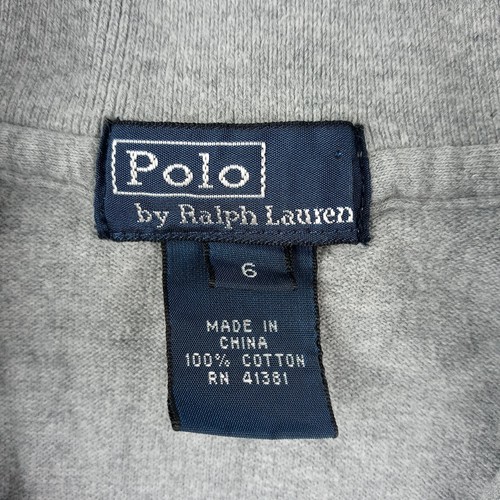 Polo
by Ralph Lauren
6
MADE IN
CHINA
100% COTTON
RN 41381